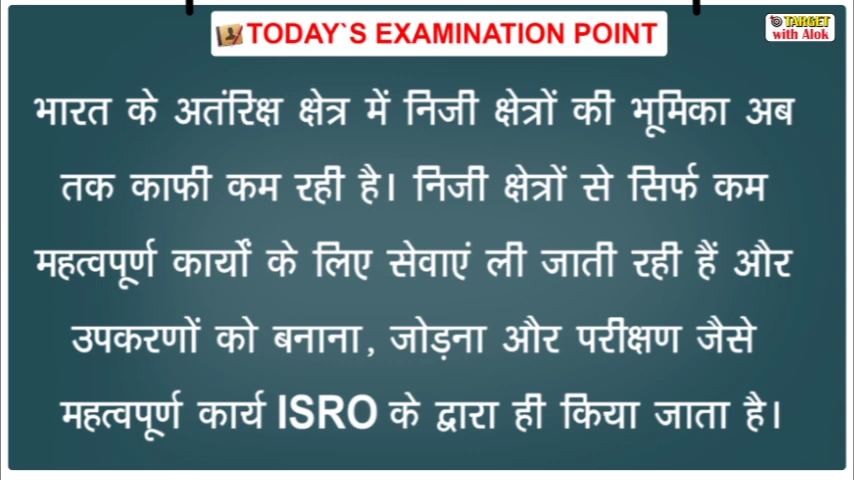 TODAY`S EXAMINATION POINT
TARGET
with Alok
भारत के अतंरिक्ष क्षेत्र में निजी क्षेत्रों की भूमिका अब
तक काफी कम रही है। निजी क्षेत्रों से सिर्फ कम
महत्वपूर्ण कार्यों के लिए सेवाएं ली जाती रही हैं और
उपकरणों को बनाना, जोड़ना और परीक्षण जैसे
महत्वपूर्ण कार्य ISRO के द्वारा ही किया जाता है।